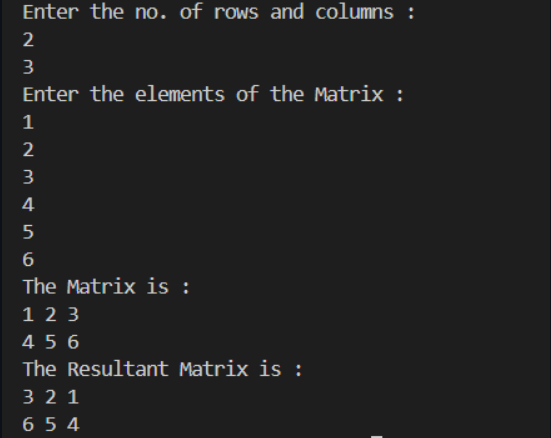 Enter the no. of rows and columns :
2
3
Enter the elements of the Matrix :
1
2
3
4
5
6
The Matrix is :
1 2 3
4 5 6
The Resultant Matrix is :
3 2 1
6 5 4